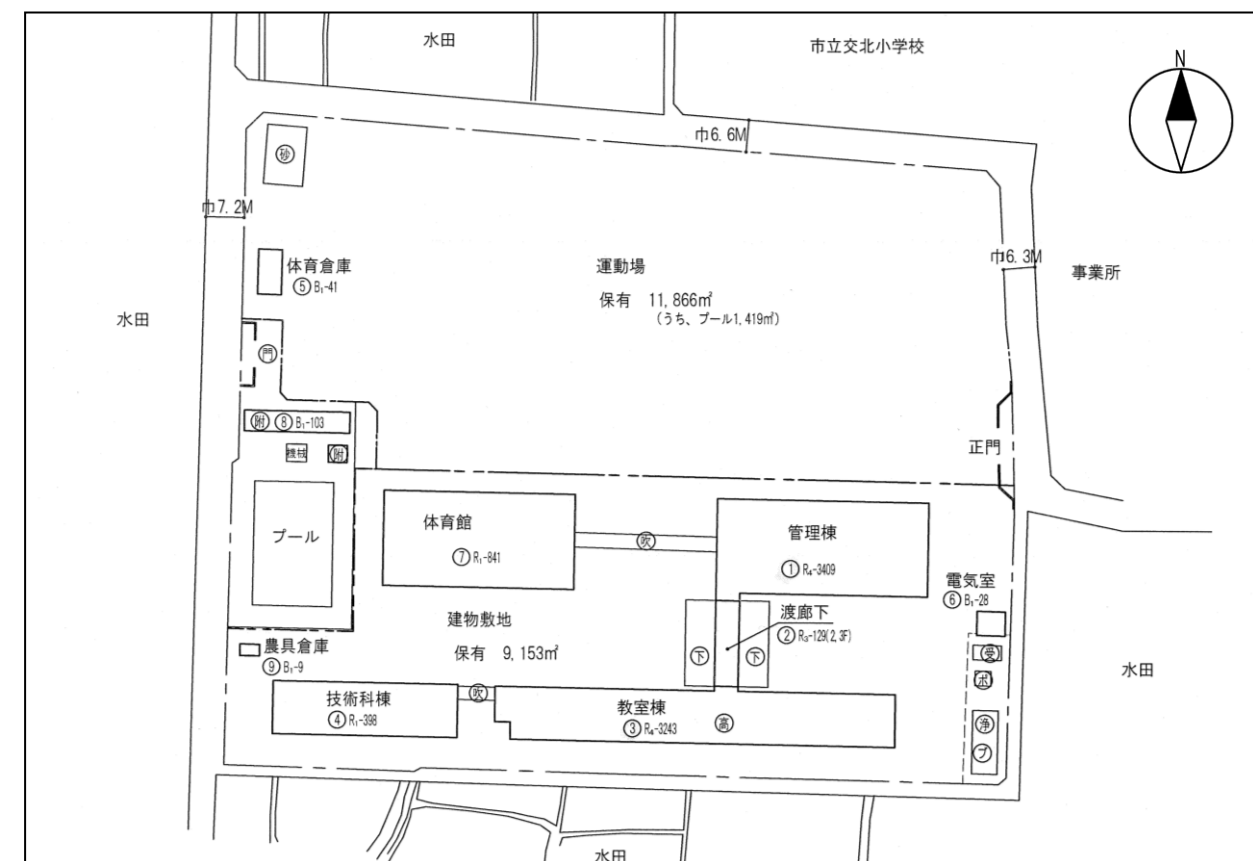 水田
市立交北小学校
N
巾6.6M
砂
巾7.2M
体育倉庫
⑤ B₁-41
運動場
保有 11,866㎡
(うち、プール1,419㎡)
巾6.3M
事業所
水田
門
附 ⑧ B₁-103
機械
附
正門
プール
体育館
⑦ R₁-841
吹
管理棟
① R₄-3409
電気室
⑥ B₁-28
建物敷地
保有 9,153㎡
渡廊下
② R₃-129(2,3F)
下
下
受
ポ
水田
農具倉庫
⑨ B₁-9
技術科棟
④ R₁-398
吹
教室棟
③ R₄-3243
高
浄
ブ
水田